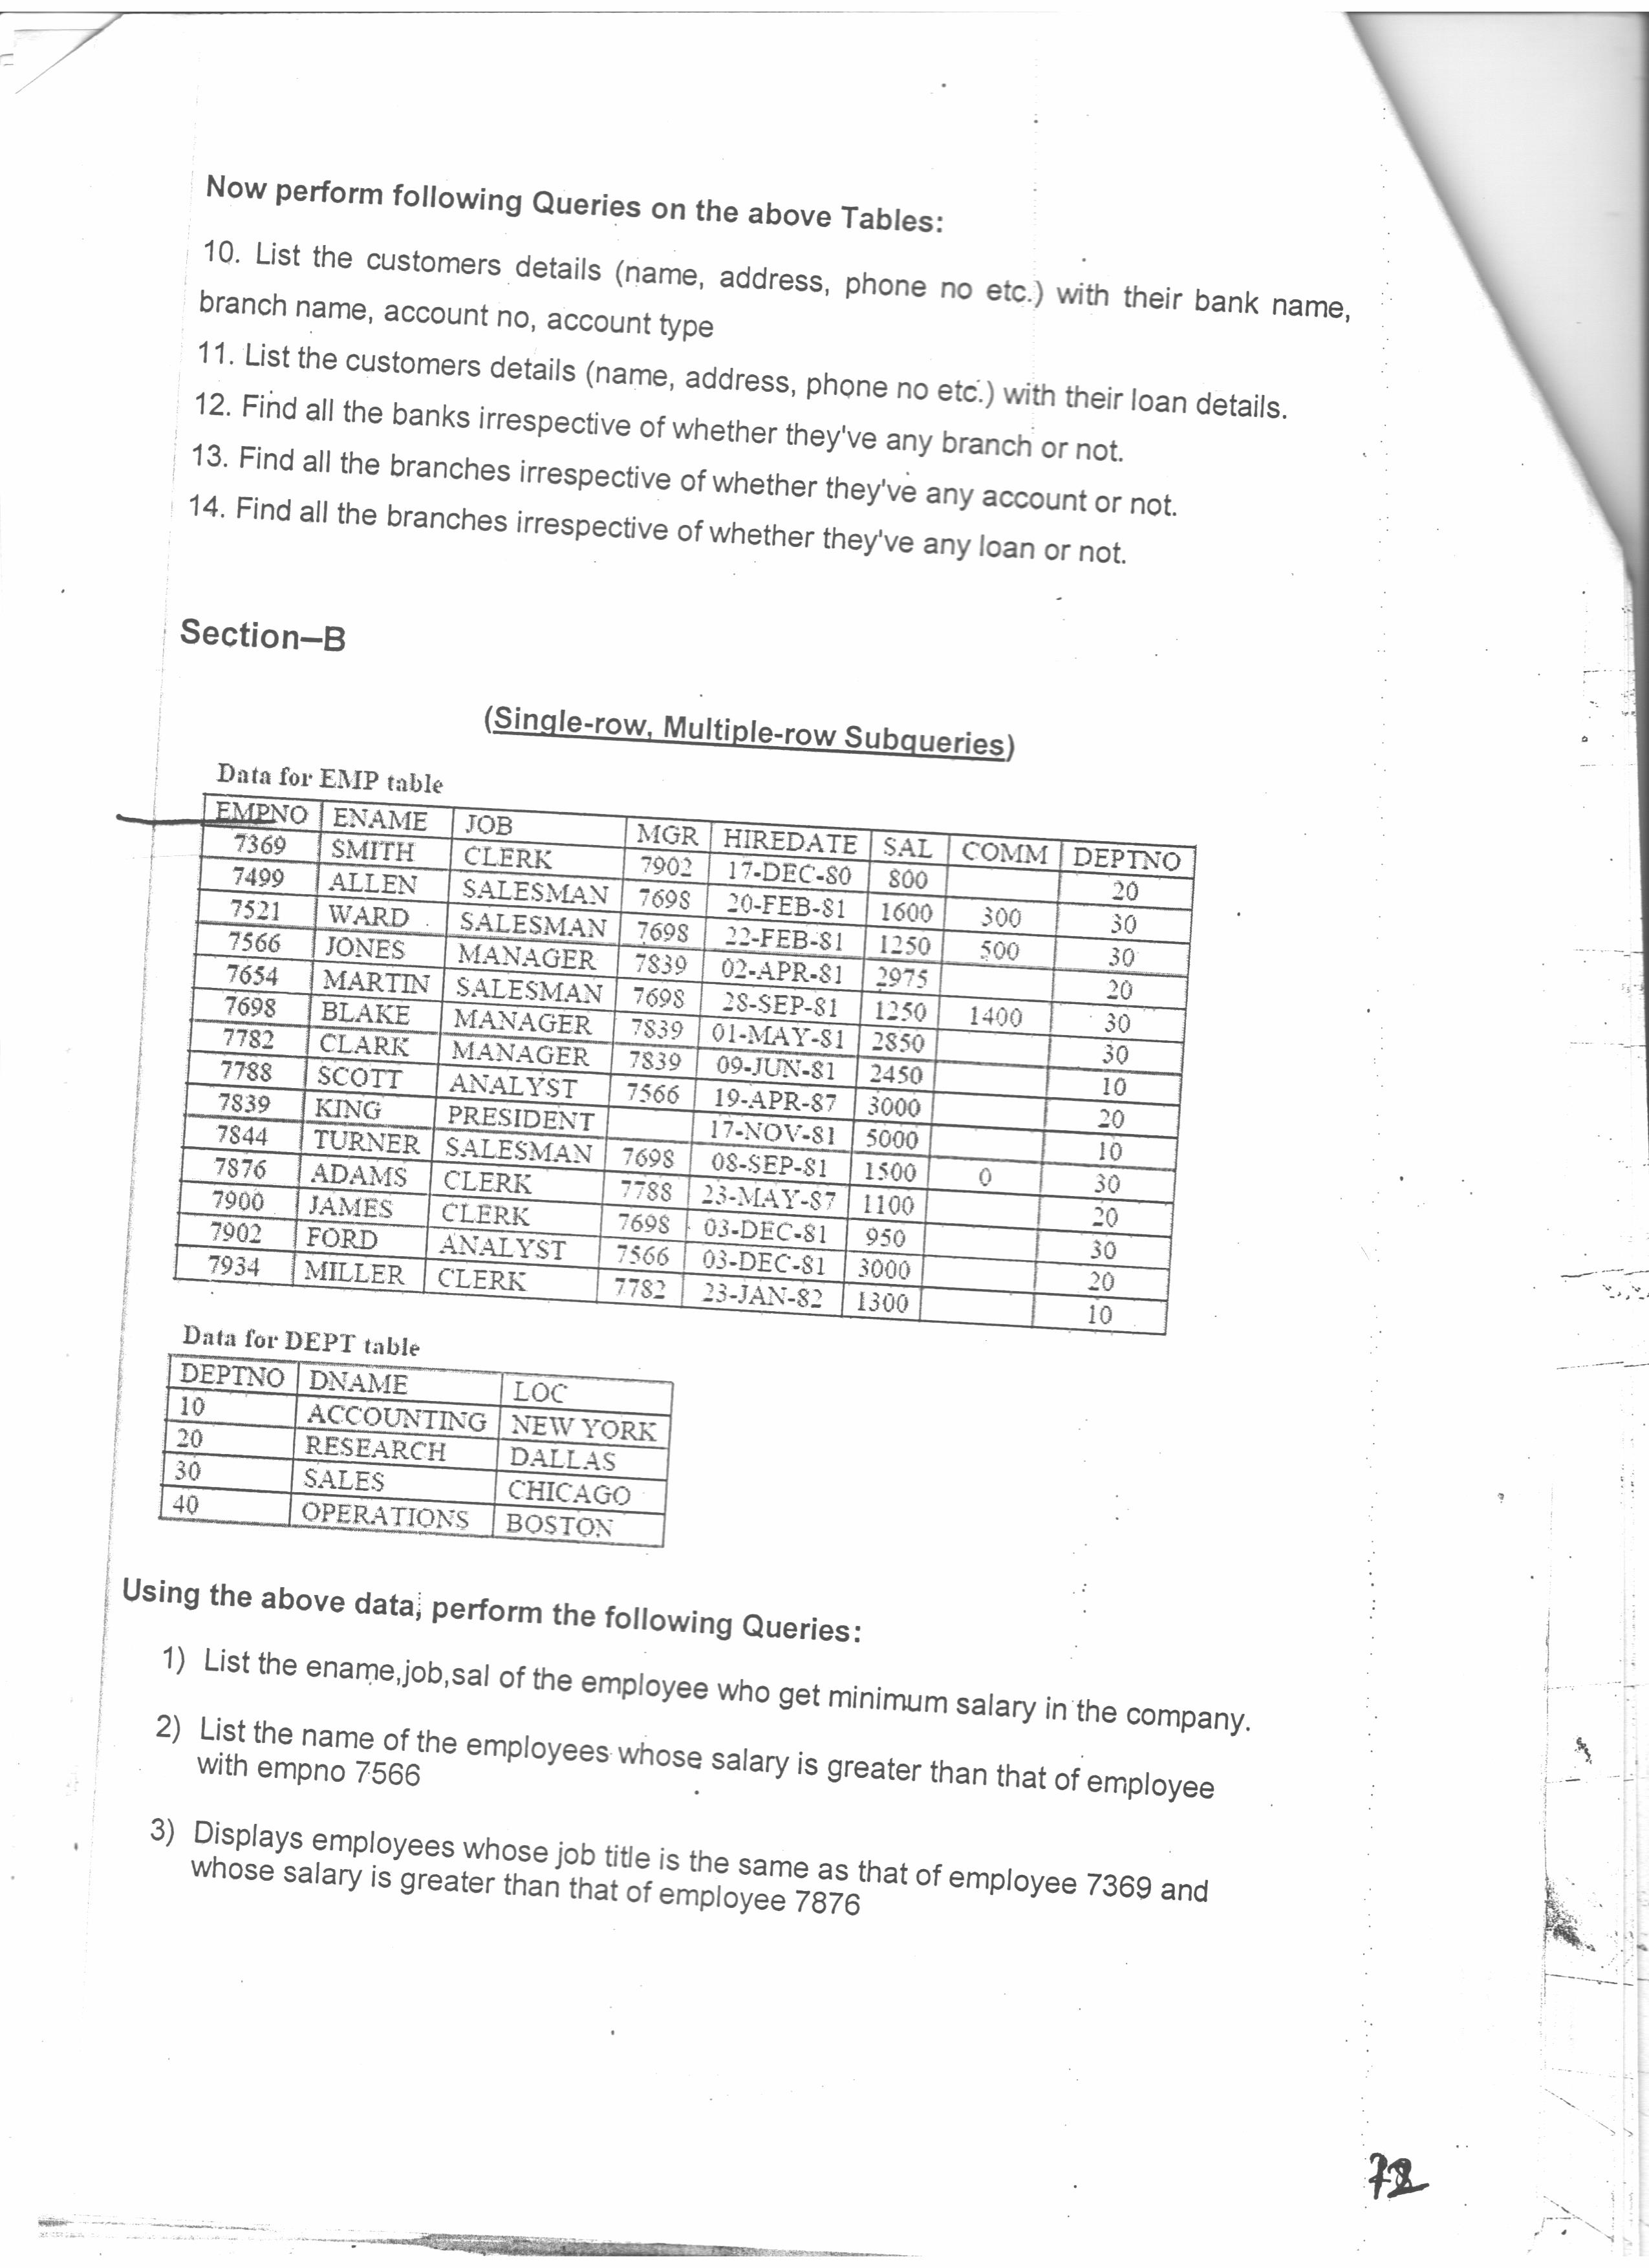 Now perform following Queries on the above Tables:
10. List the customers details (name, address, phone no etc.) with their bank name,
branch name, account no, account type
11. List the customers details (name, address, phone no etc.) with their loan details.
12. Find all the banks irrespective of whether they've any branch or not.
13. Find all the branches irrespective of whether they've any account or not.
14. Find all the branches irrespective of whether they've any loan or not.
Section–B
(Single-row, Multiple-row Subqueries)
Data for EMP table
EMPNO ENAME JOB MGR HIREDATE SAL COMM DEPTNO
7369 SMITH CLERK 7902 17-DEC-80 800 20
7499 ALLEN SALESMAN 7698 20-FEB-81 1600 300 30
7521 WARD SALESMAN 7698 22-FEB-81 1250 500 30
7566 JONES MANAGER 7839 02-APR-81 2975 20
7654 MARTIN SALESMAN 7698 28-SEP-81 1250 1400 30
7698 BLAKE MANAGER 7839 01-MAY-81 2850 30
7782 CLARK MANAGER 7839 09-JUN-81 2450 10
7788 SCOTT ANALYST 7566 19-APR-87 3000 20
7839 KING PRESIDENT 17-NOV-81 5000 10
7844 TURNER SALESMAN 7698 08-SEP-81 1500 0 30
7876 ADAMS CLERK 7788 23-MAY-87 1100 20
7900 JAMES CLERK 7698 03-DEC-81 950 30
7902 FORD ANALYST 7566 03-DEC-81 3000 20
7934 MILLER CLERK 7782 23-JAN-82 1300 10
Data for DEPT table
DEPTNO DNAME LOC
10 ACCOUNTING NEW YORK
20 RESEARCH DALLAS
30 SALES CHICAGO
40 OPERATIONS BOSTON
Using the above data, perform the following Queries:
1) List the ename,job,sal of the employee who get minimum salary in the company.
2) List the name of the employees whose salary is greater than that of employee
with empno 7566
3) Displays employees whose job title is the same as that of employee 7369 and
whose salary is greater than that of employee 7876